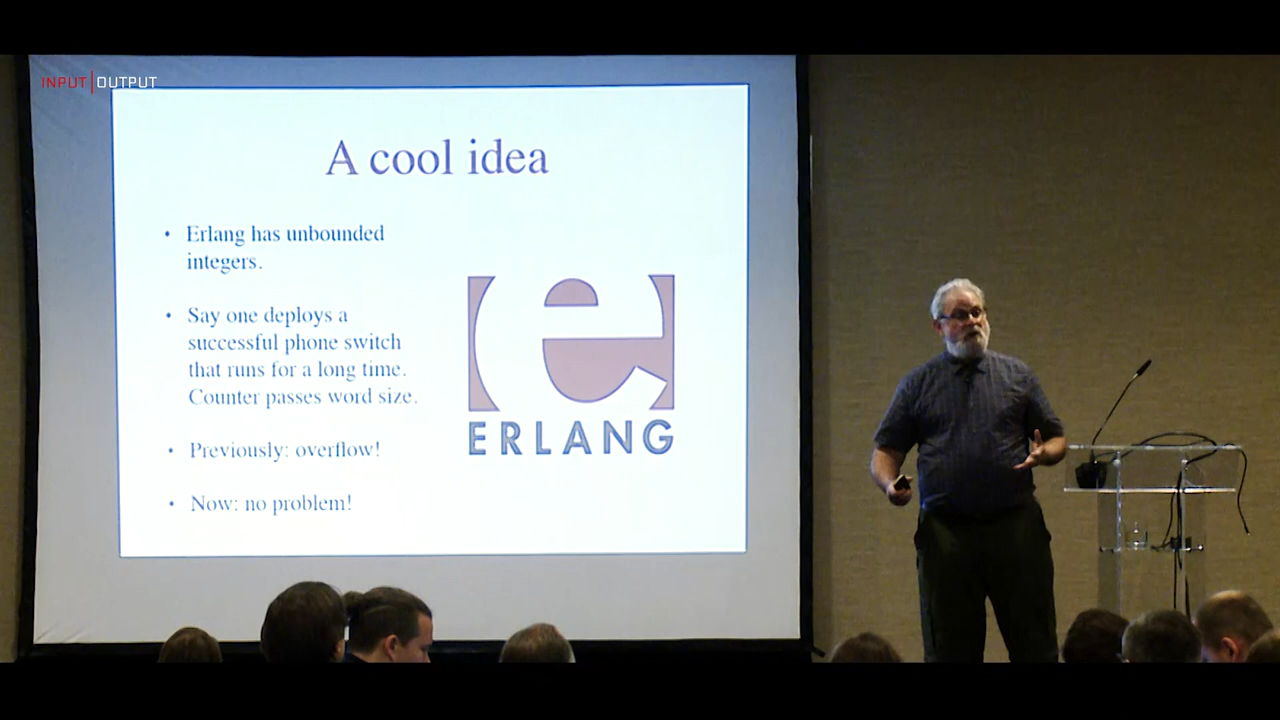 INPUT|OUTPUT
A cool idea
• Erlang has unbounded
integers.
• Say one deploys a
successful phone switch
that runs for a long time.
Counter passes word size.
• Previously: overflow!
• Now: no problem!
e
ERLANG